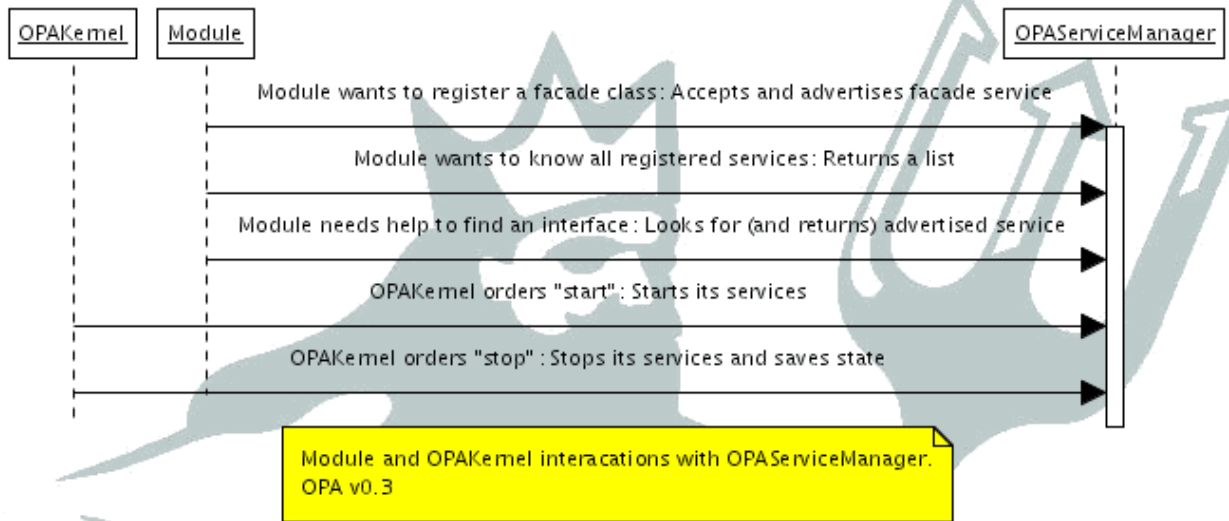 OPAKernel
Module
OPAServiceManager
Module wants to register a facade class: Accepts and advertises facade service
Module wants to know all registered services: Returns a list
Module needs help to find an interface: Looks for (and returns) advertised service
OPAKernel orders "start" : Starts its services
OPAKernel orders "stop" : Stops its services and saves state
Module and OPAKernel interacations with OPAServiceManager.
OPA v0.3